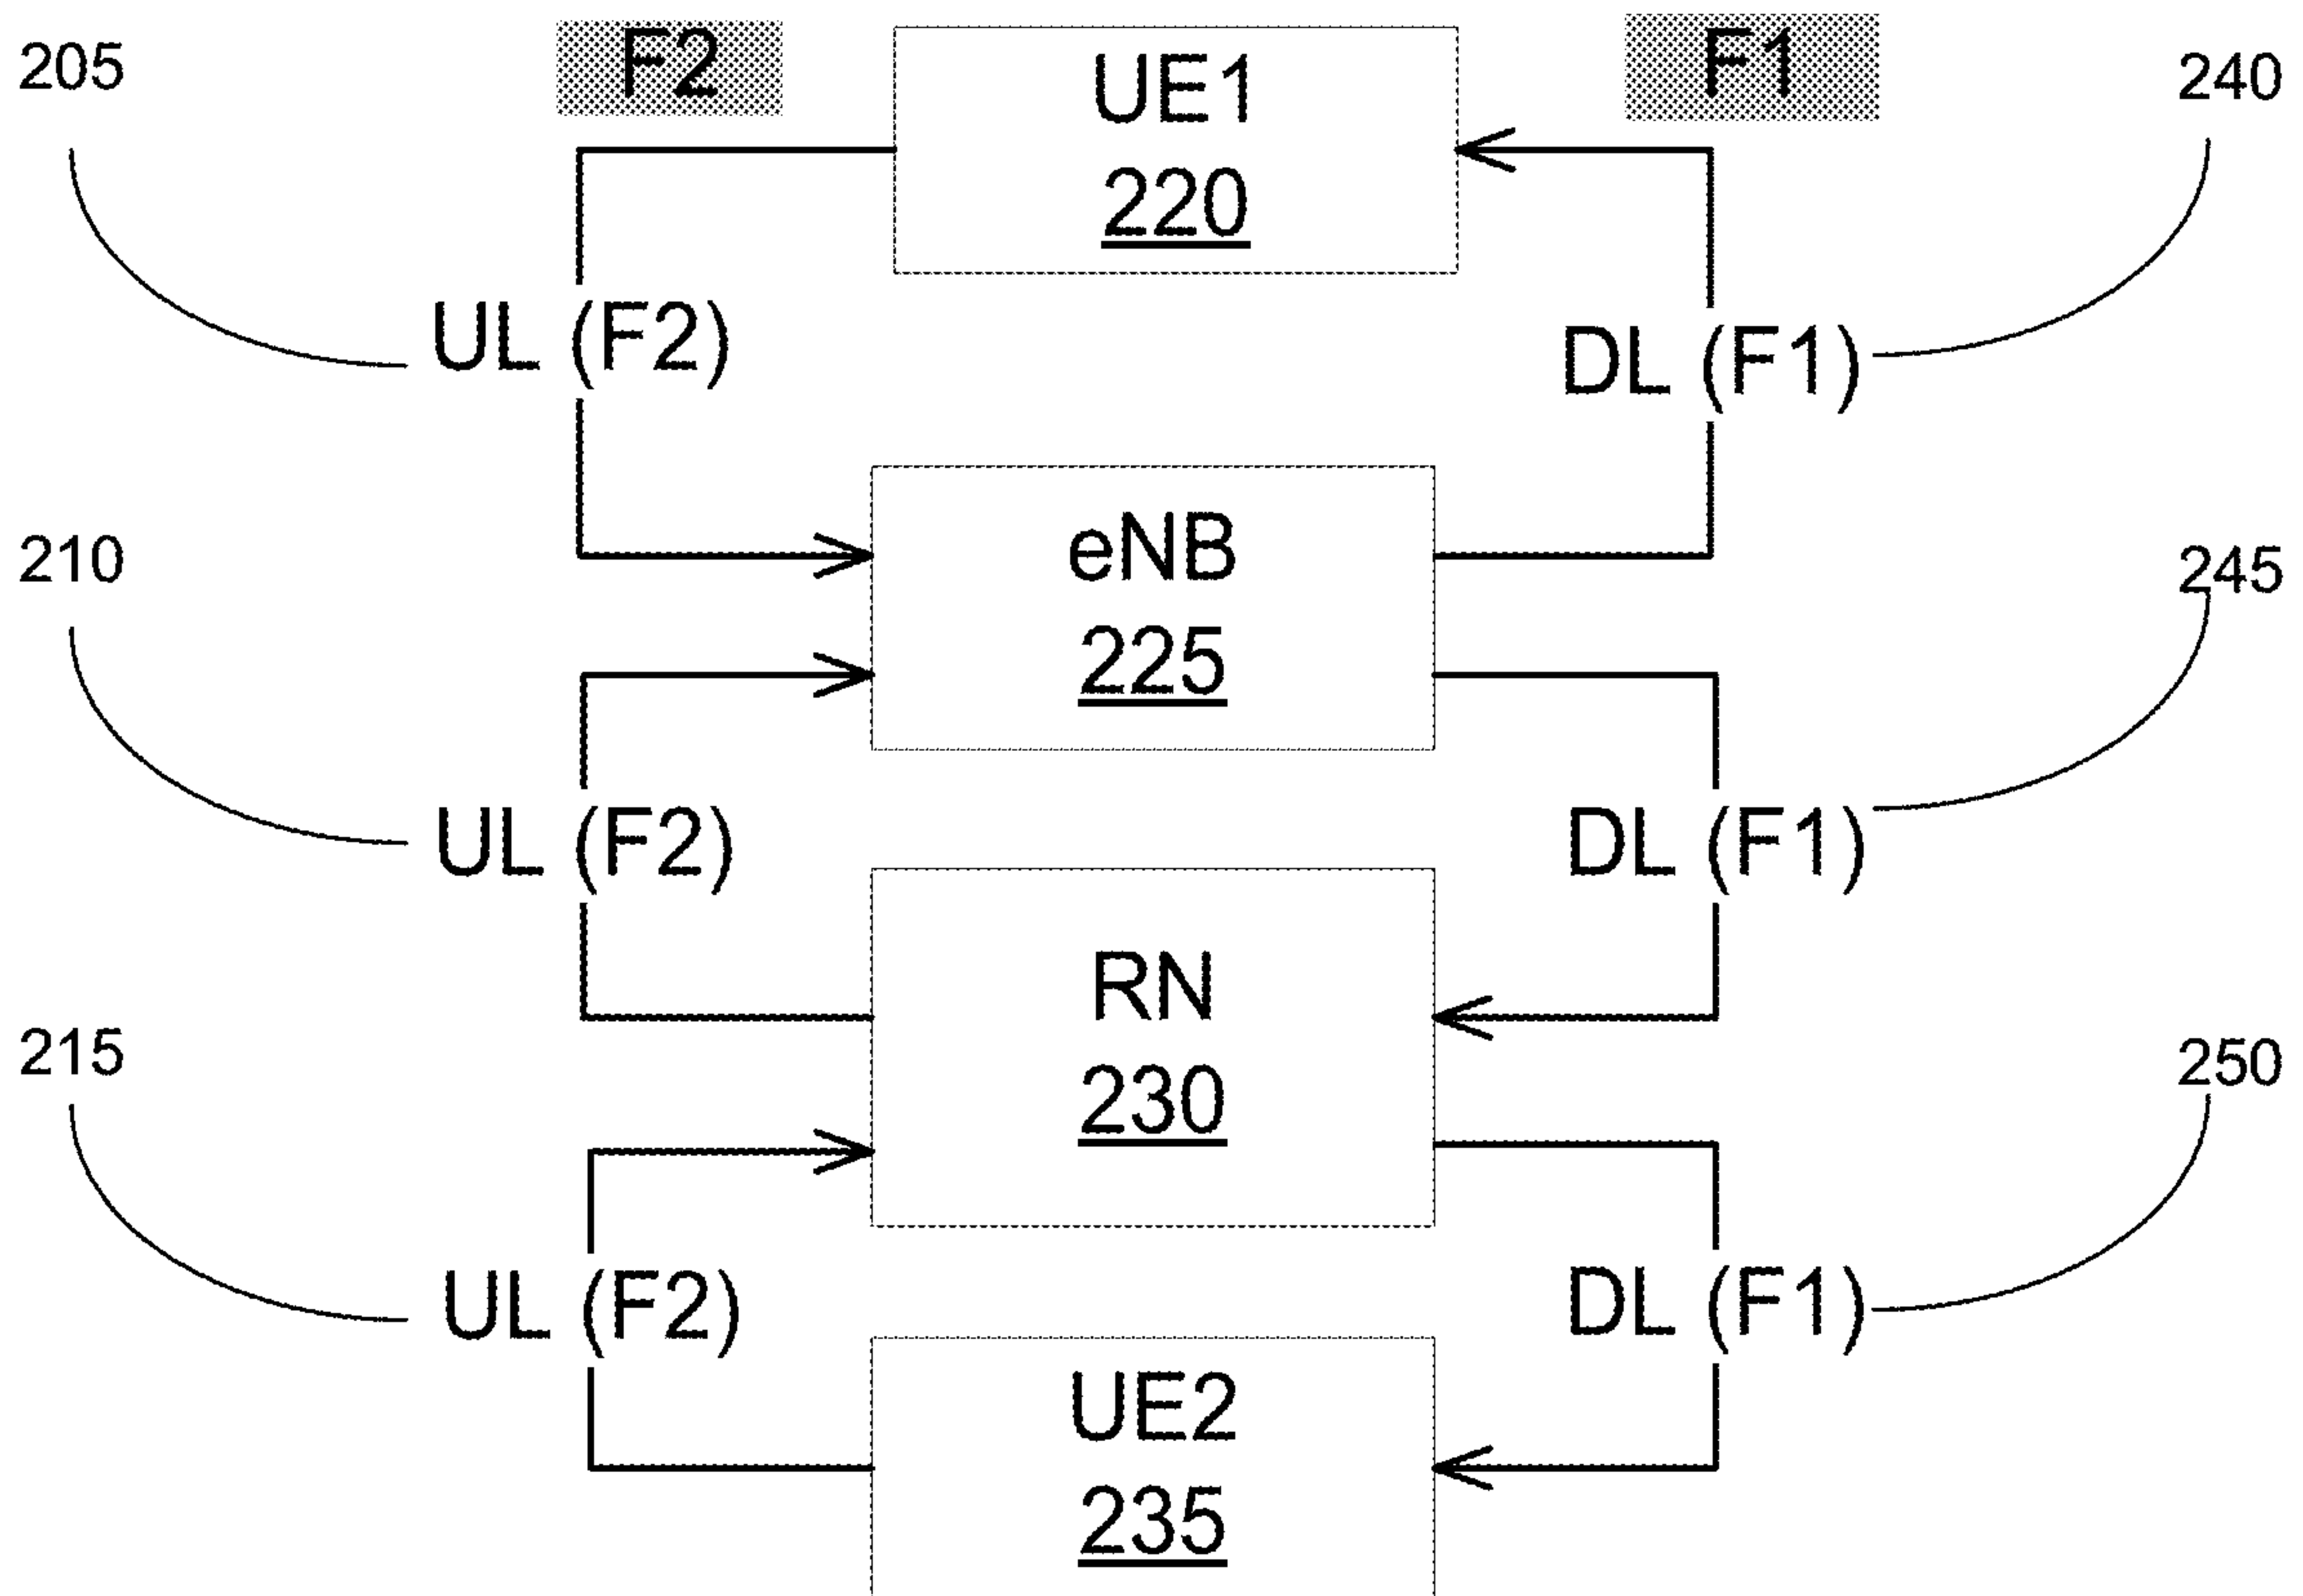 205
F2
UE1
220
F1
240
UL (F2)
DL (F1)
210
eNB
225
245
UL (F2)
DL (F1)
215
RN
230
250
UL (F2)
DL (F1)
UE2
235